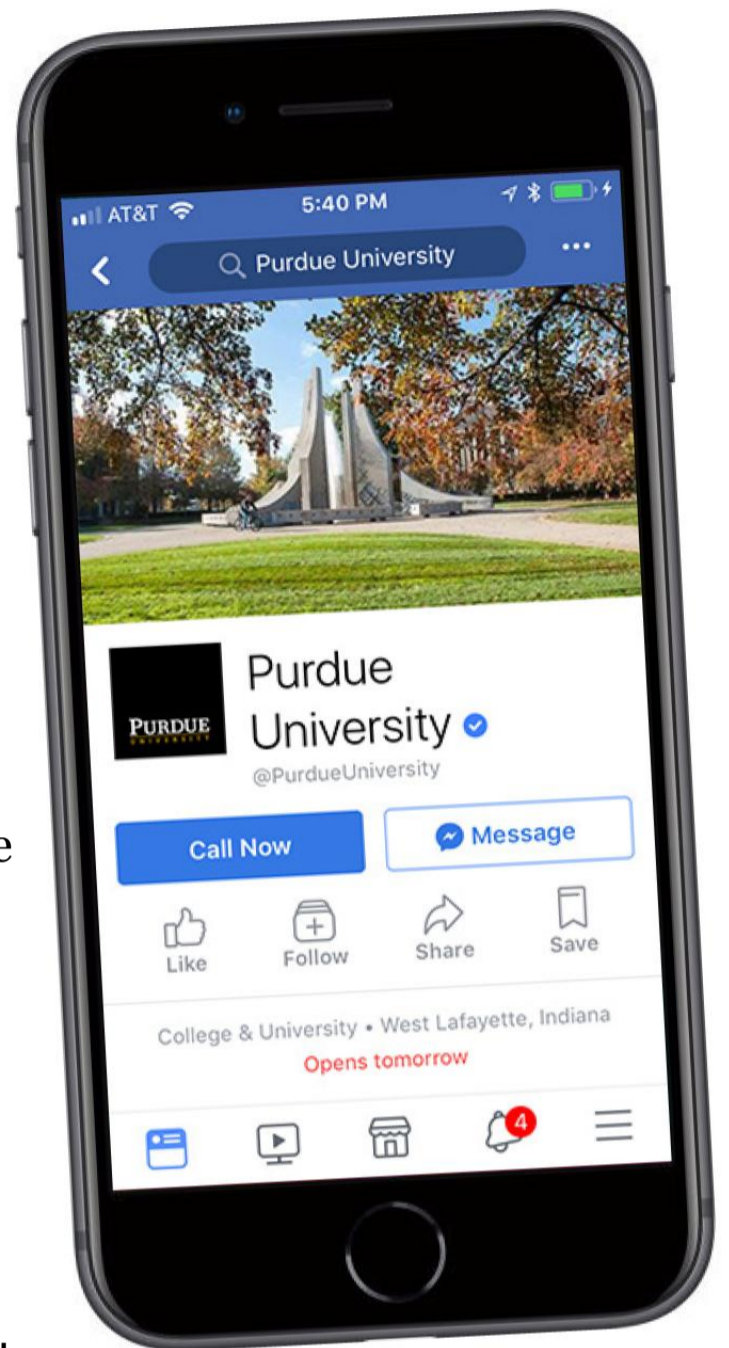 AT&T 5:40 PM
Purdue University
Purdue
University
PURDUE
UNIVERSITY
@PurdueUniversity
Call Now
Message
Like Follow Share Save
e
College & University • West Lafayette, Indiana
Opens tomorrow
4